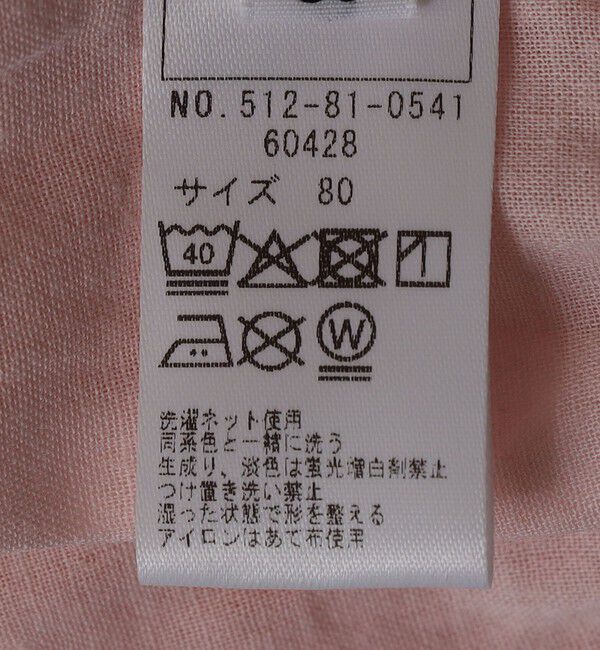 NO. 512-81-0541
60428
サイズ 80
40
W
洗濯ネット使用
同系色と一緒に洗う
生成り、淡色は蛍光増白剤禁止
つけ置き洗い禁止
湿った状態で形を整える
アイロンはあて布使用